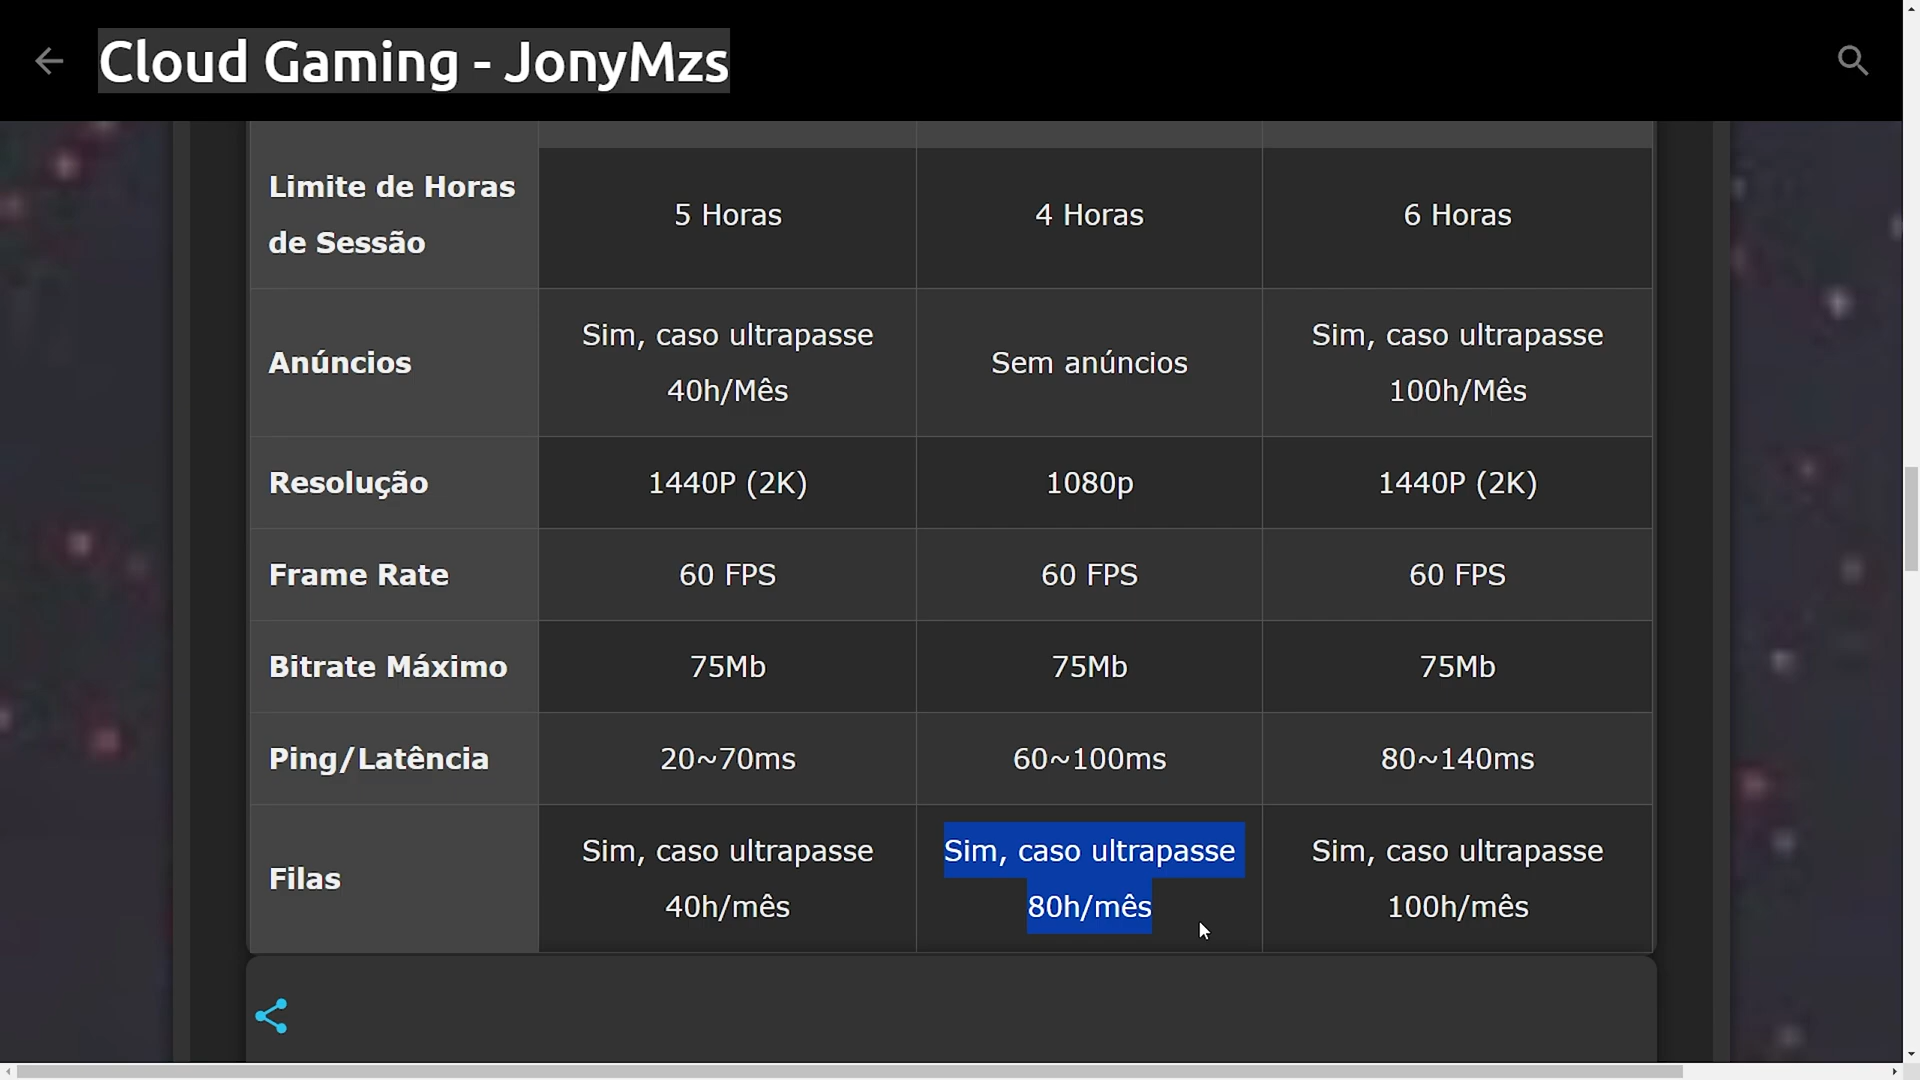 Cloud Gaming - JonyMzs
Limite de Horas
de Sessão
5 Horas
4 Horas
6 Horas
Anúncios
Sim, caso ultrapasse
40h/Mês
Sem anúncios
Sim, caso ultrapasse
100h/Mês
Resolução
1440P (2K)
1080p
1440P (2K)
Frame Rate
60 FPS
60 FPS
60 FPS
Bitrate Máximo
75Mb
75Mb
75Mb
Ping/Latência
20~70ms
60~100ms
80~140ms
Filas
Sim, caso ultrapasse
40h/mês
Sim, caso ultrapasse
80h/mês
Sim, caso ultrapasse
100h/mês